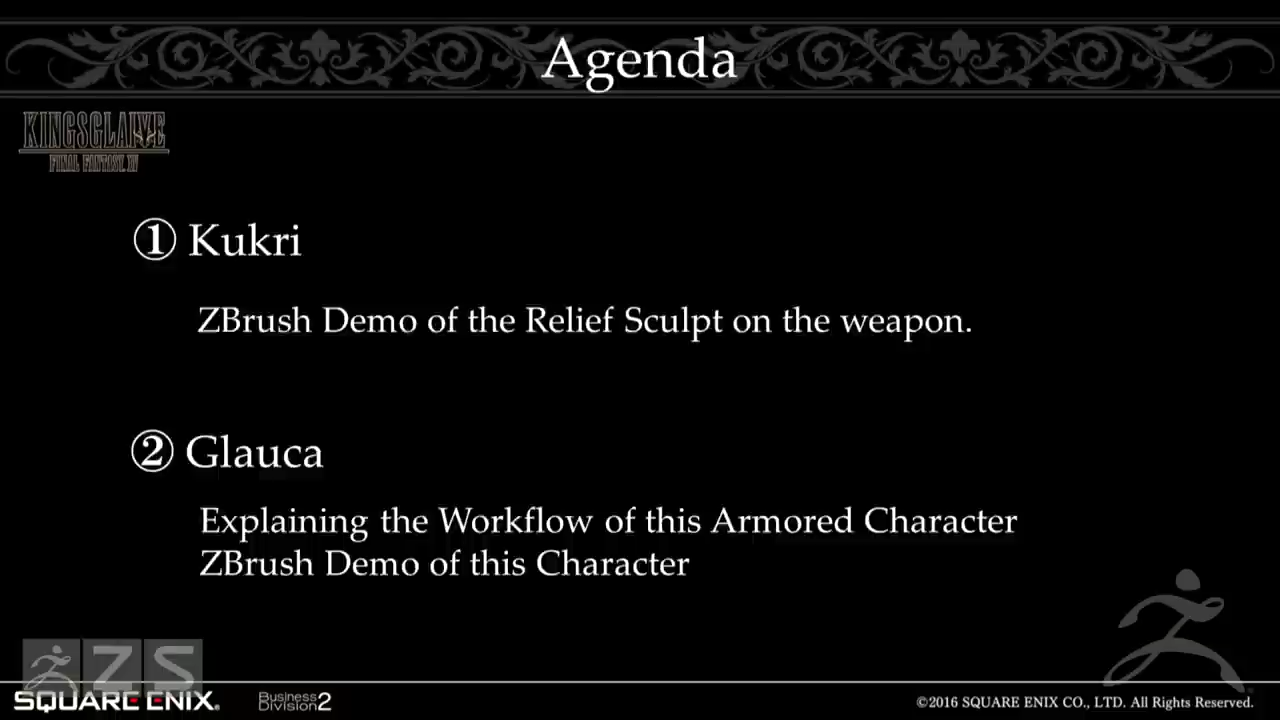 Agenda
KINGSGLAIVE
FINAL FANTASY XV
① Kukri
ZBrush Demo of the Relief Sculpt on the weapon.
② Glauca
Explaining the Workflow of this Armored Character
ZBrush Demo of this Character
ZS
SQUARE ENIX.
Business
Division 2
©2016 SQUARE ENIX CO., LTD. All Rights Reserved.